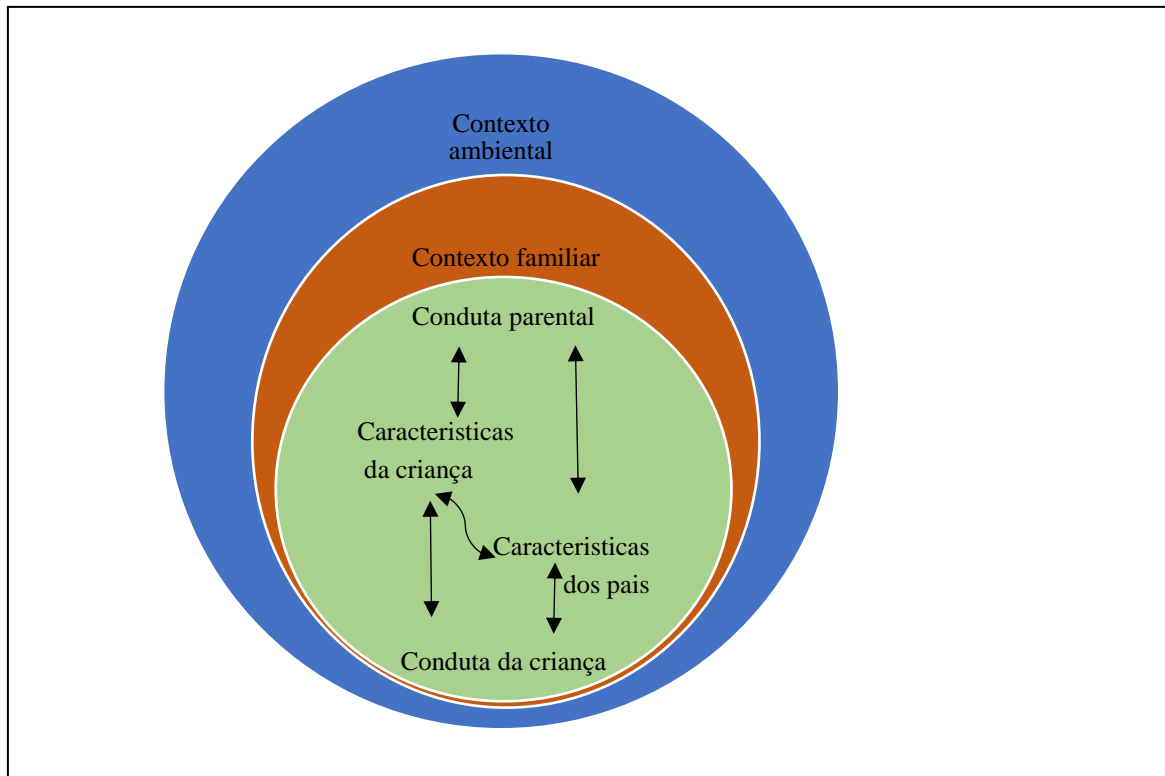 Contexto
ambiental
Contexto familiar
Conduta parental
Caracteristicas
da criança
Caracteristicas
dos pais
Conduta da criança